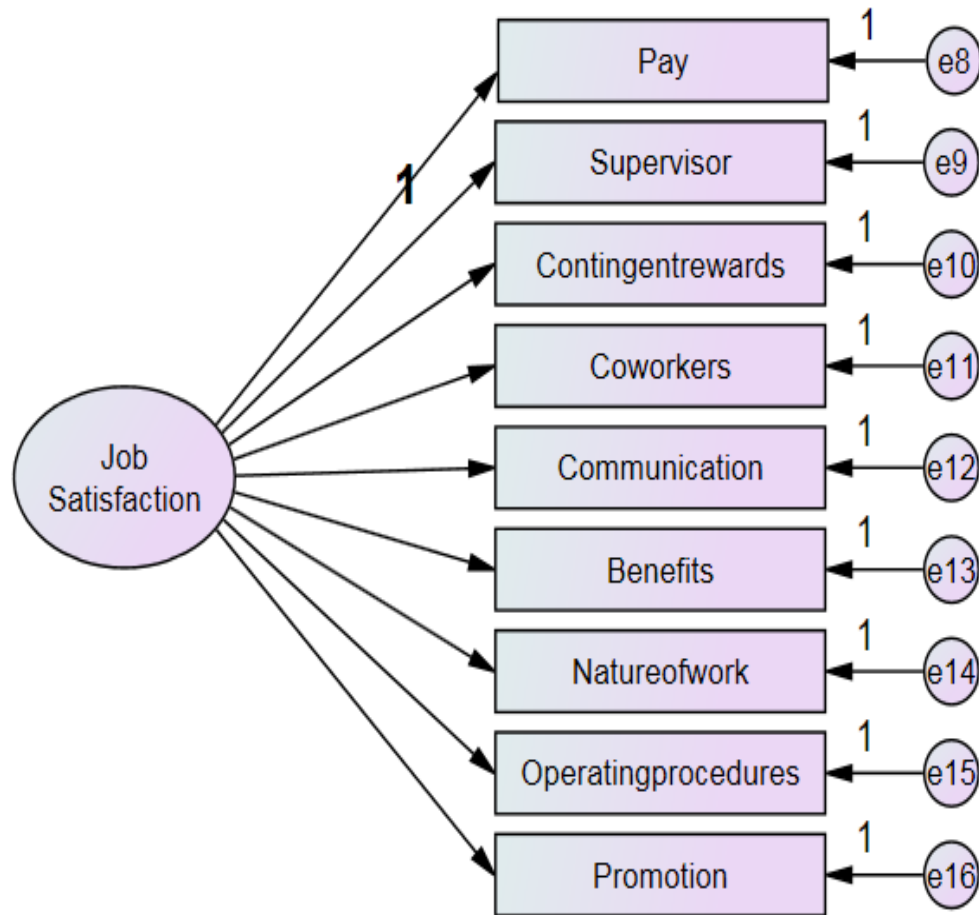 1
Pay
e8
1
1
Supervisor
e9
1
Contingentrewards
e10
1
Coworkers
e11
Job
Satisfaction
1
Communication
e12
1
Benefits
e13
1
Natureofwork
e14
1
Operatingprocedures
e15
1
Promotion
e16